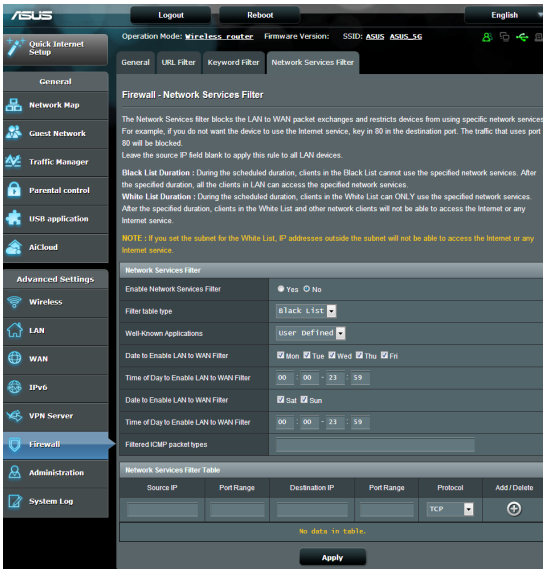 ASUS
Logout
Reboot
English
Operation Mode: Wireless router Firmware Version: SSID: ASUS ASUS_5G
Quick Internet
Setup
General
Network Map
Guest Network
Traffic Manager
Parental control
USB application
AiCloud
Advanced Settings
Wireless
LAN
WAN
IPv6
VPN Server
Firewall
Administration
System Log
General
URL Filter
Keyword Filter
Network Services Filter
Firewall - Network Services Filter
The Network Services filter blocks the LAN to WAN packet exchanges and restricts devices from using specific network services
For example, if you do not want the device to use the Internet service, key in 80 in the destination port. The traffic that uses port
80 will be blocked.
Leave the source IP field blank to apply this rule to all LAN devices.
Black List Duration : During the scheduled duration, clients in the Black List cannot use the specified network services. After
the specified duration, all the clients in LAN can access the specified network services.
White List Duration : During the scheduled duration, clients in the White List can ONLY use the specified network services.
After the specified duration, clients in the White List and other network clients will not be able to access the Internet or any
Internet service.
NOTE : If you set the subnet for the White List, IP addresses outside the subnet will not be able to access the Internet or any
Internet service.
Network Services Filter
Enable Network Services Filter Yes No
Filter table type Black List
Well-Known Applications User Defined
Date to Enable LAN to WAN Filter Mon Tue Wed Thu Fri
Time of Day to Enable LAN to WAN Filter 00 : 00 - 23 : 59
Date to Enable LAN to WAN Filter Sat Sun
Time of Day to Enable LAN to WAN Filter 00 : 00 - 23 : 59
Filtered ICMP packet types
Network Services Filter Table
Source IP Port Range Destination IP Port Range Protocol Add / Delete
TCP
No data in table.
Apply